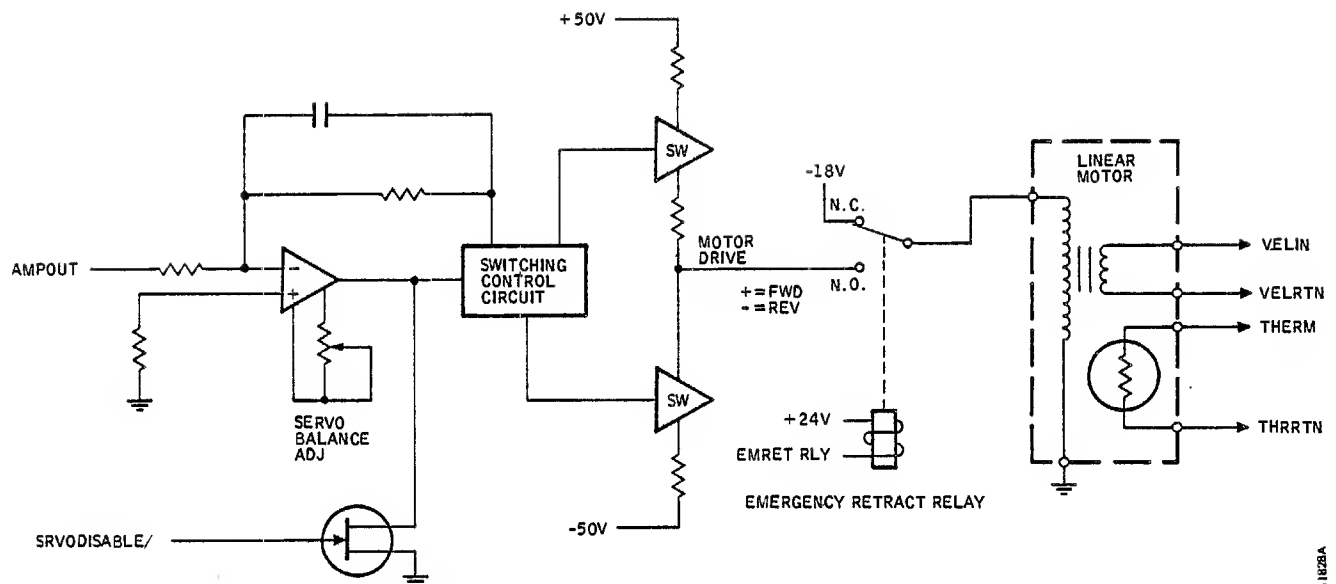 +50V
SW
-18V
N.C.
LINEAR
MOTOR
AMPOUT
-
+
SWITCHING
CONTROL
CIRCUIT
MOTOR
DRIVE
+=FWD
-=REV
N.O.
VELIN
VELRTN
THERM
THRRTN
SERVO
BALANCE
ADJ
SW
+24V
EMRET RLY
EMERGENCY RETRACT RELAY
-50V
SRVODISABLE/
1828A